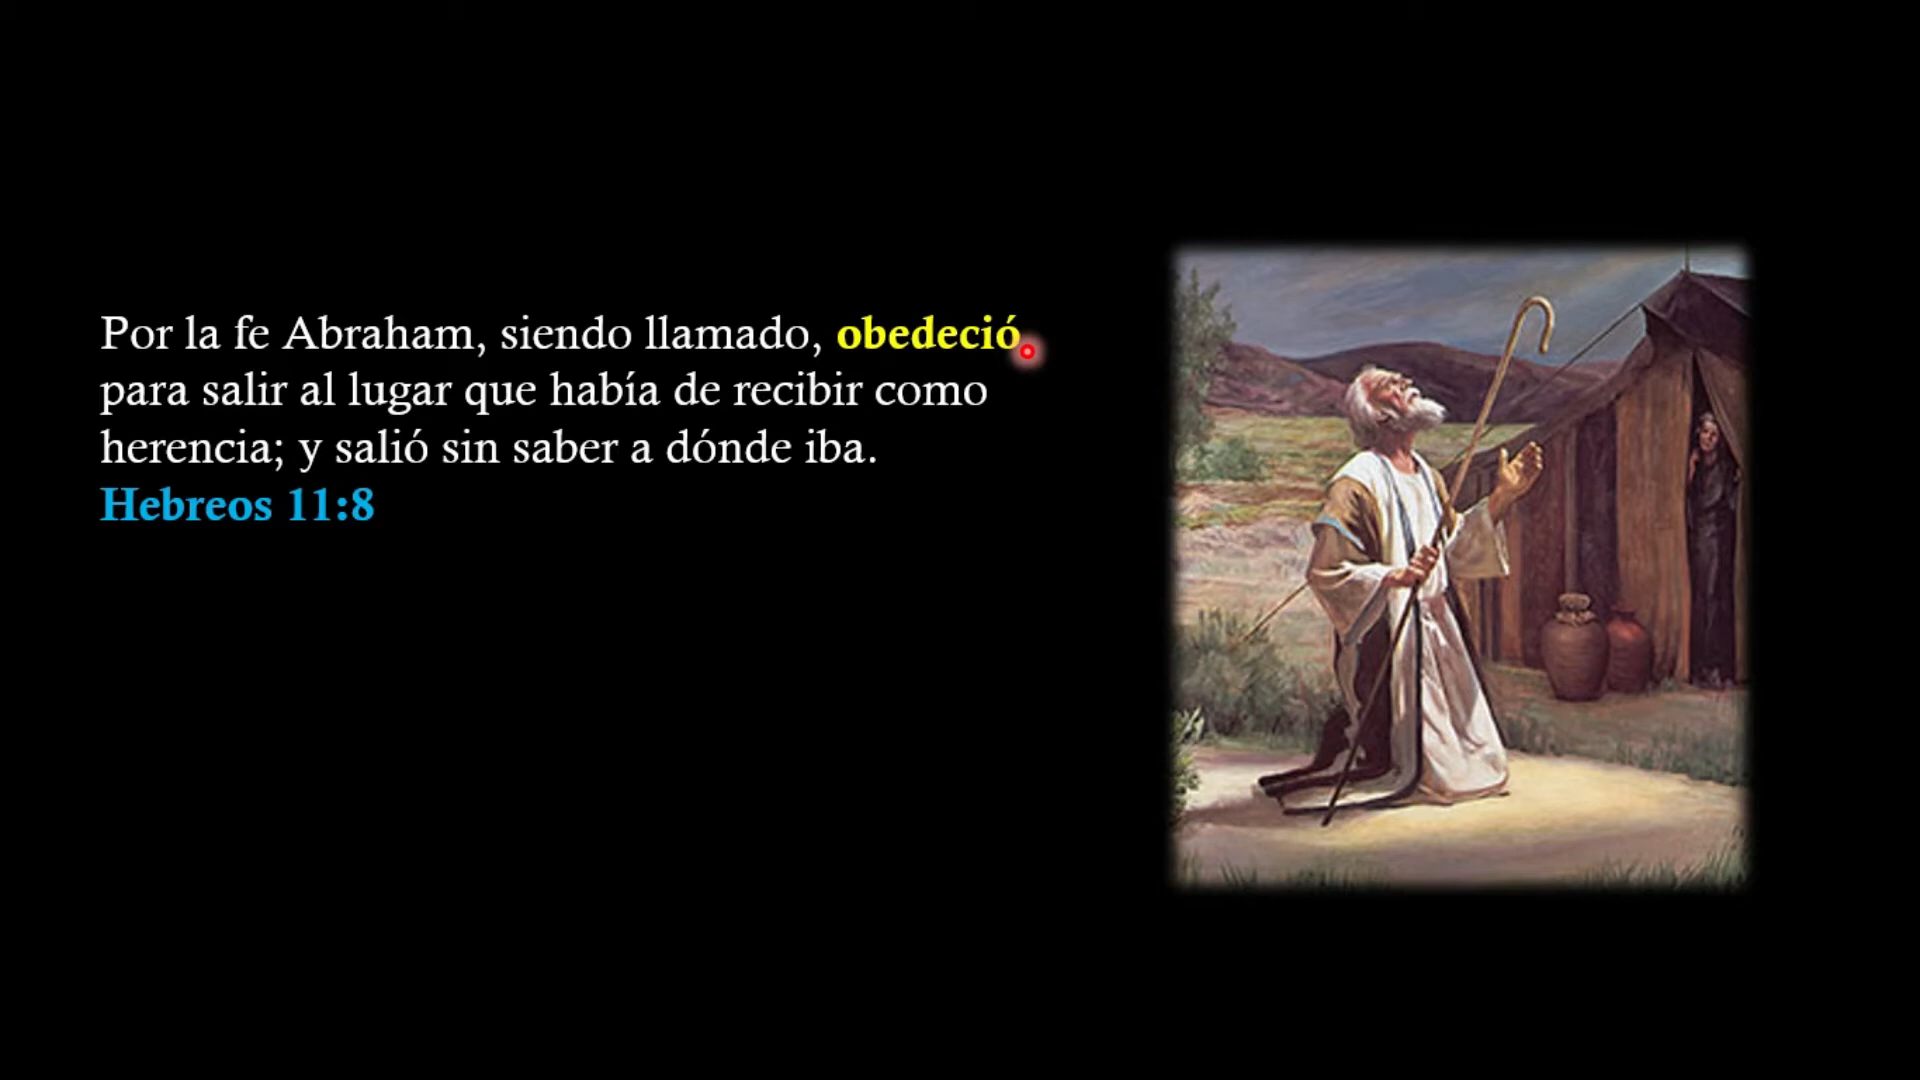 Por la fe Abraham, siendo llamado, obedeció
para salir al lugar que había de recibir como
herencia; y salió sin saber a dónde iba.
Hebreos 11:8